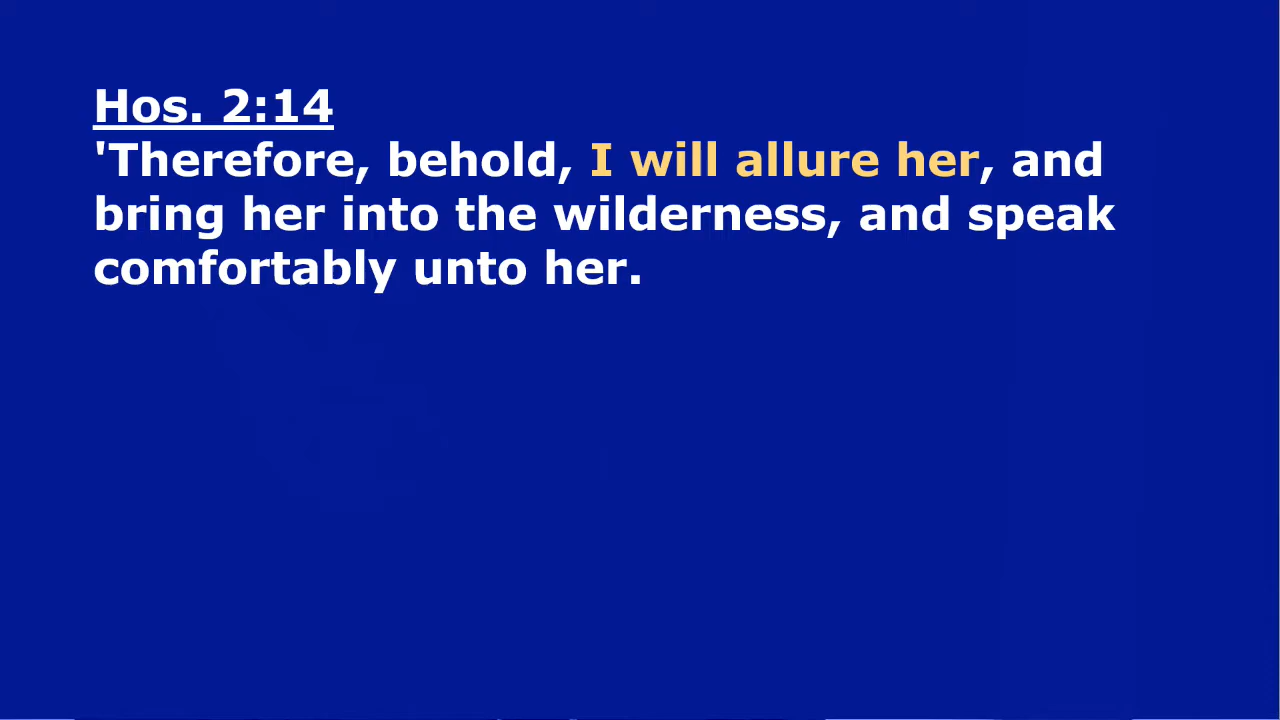 Hos. 2:14
'Therefore, behold, I will allure her, and
bring her into the wilderness, and speak
comfortably unto her.